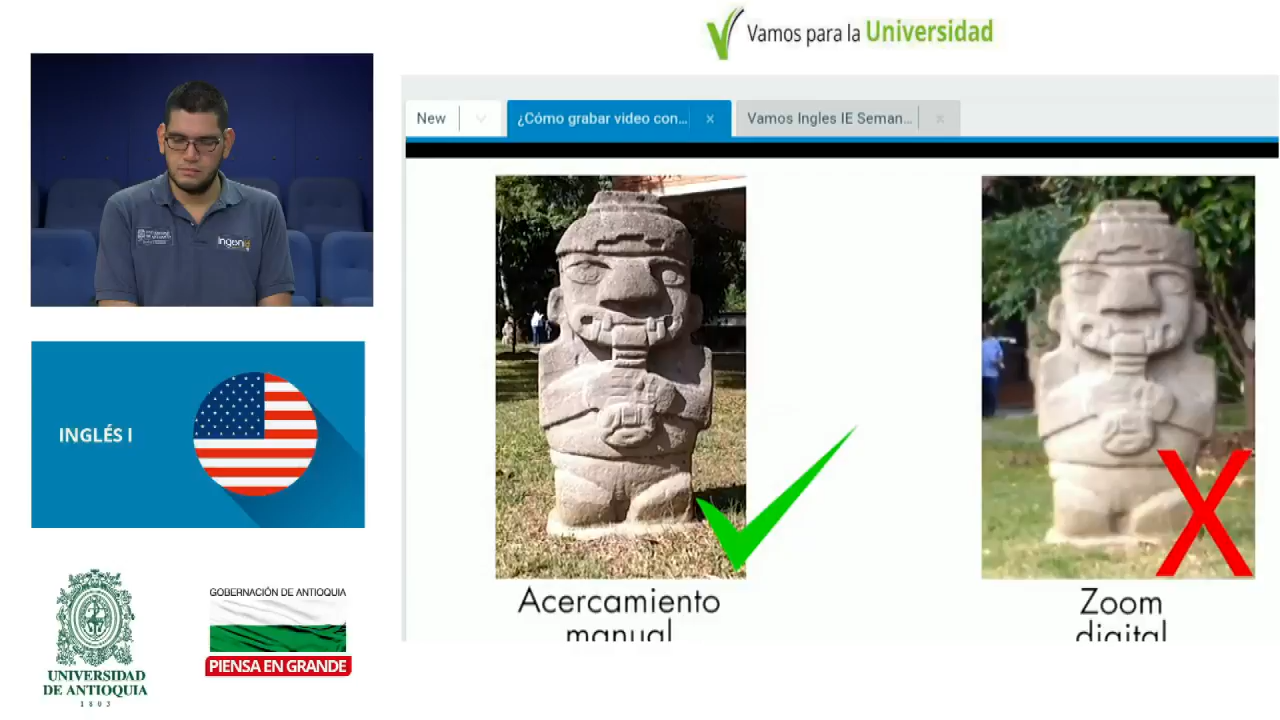 Vamos para la Universidad
New
¿Cómo grabar video con...
Vamos Ingles IE Seman...
INGLÉS I
Acercamiento
manual
Zoom
digital
X
UNIVERSIDAD
DE ANTIOQUIA
1803
GOBERNACIÓN DE ANTIOQUIA
PIENSA EN GRANDE